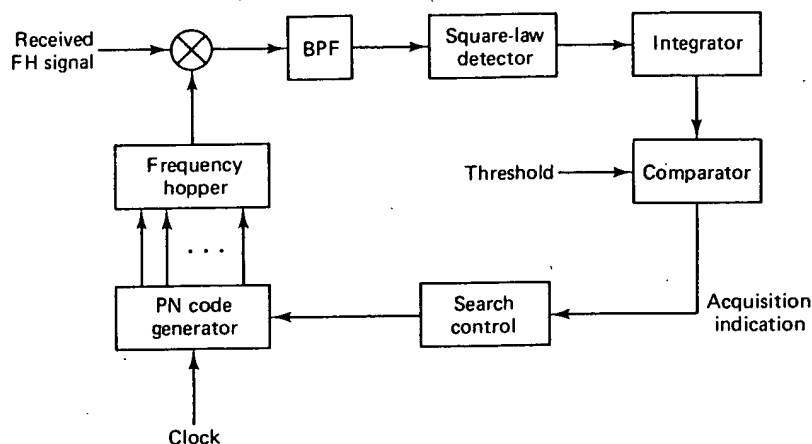 Received
FH signal
BPF
Square-law
detector
Integrator
Frequency
hopper
Threshold
Comparator
PN code
generator
Search
control
Acquisition
indication
Clock